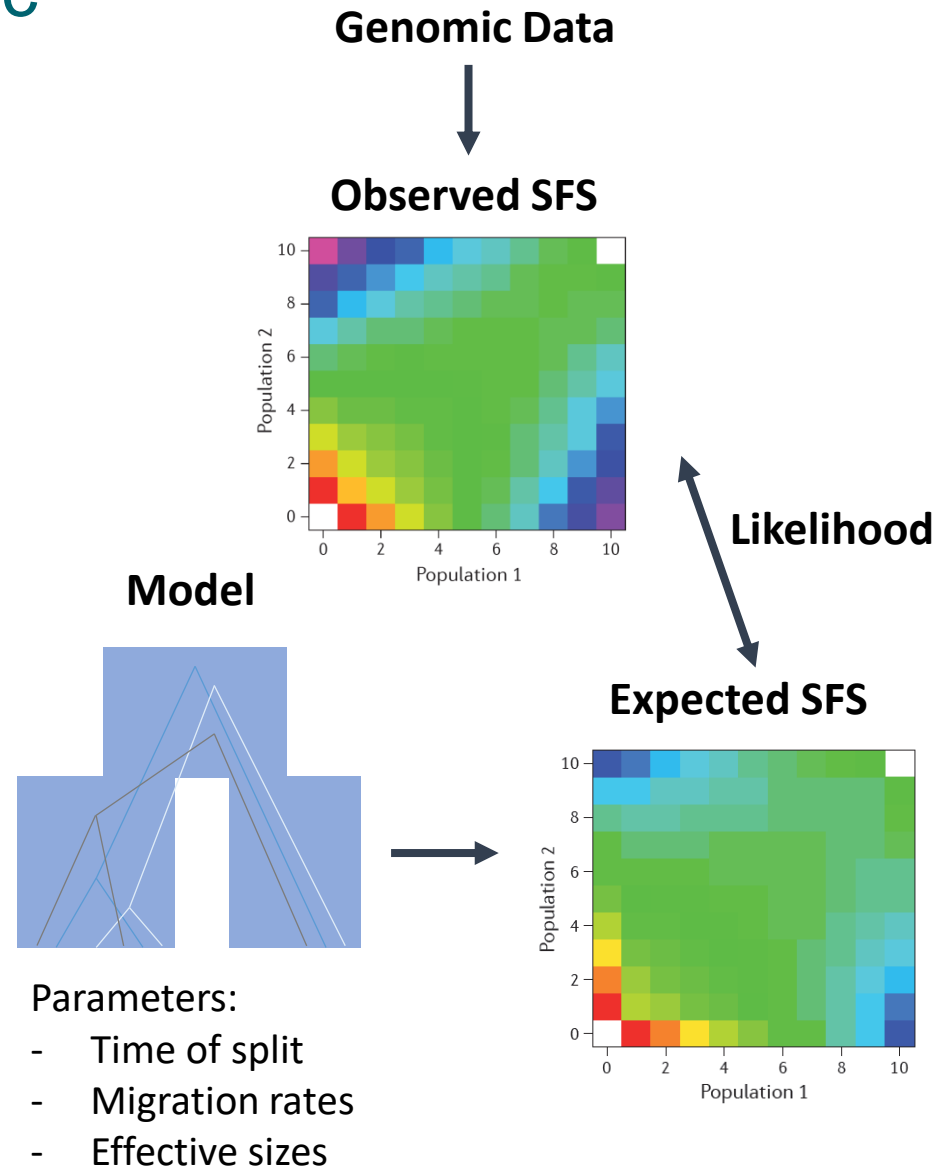 Genomic Data
Observed SFS
10
8
6
4
2
0
Population 2
0 2 4 6 8 10
Population 1
Likelihood
Model
Expected SFS
10
8
6
4
2
0
Population 2
0 2 4 6 8 10
Population 1
Parameters:
- Time of split
- Migration rates
- Effective sizes